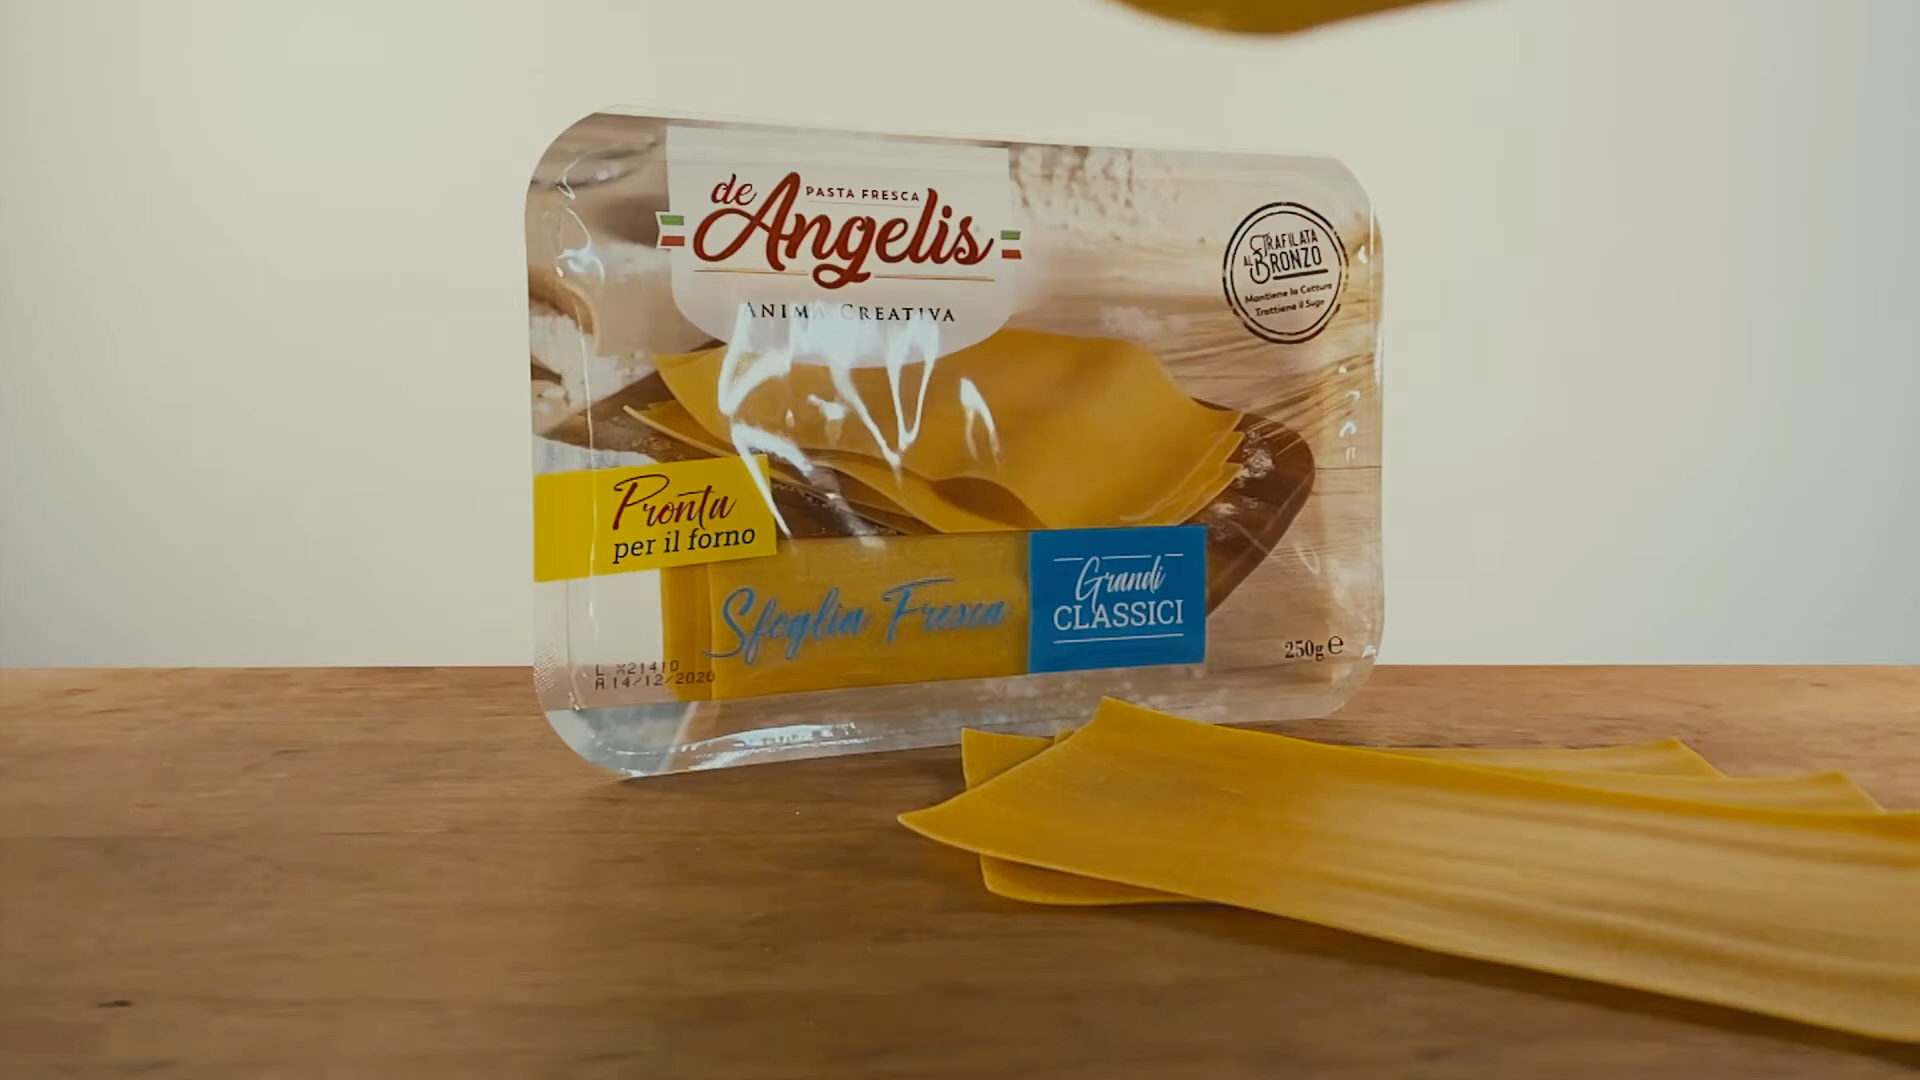 de PASTA FRESCA
Angelis
ANIMA CREATIVA
TRAFILATA
AL BRONZO
Mantiene la Cottura
Trattiene il Sugo
Pronta
per il forno
Sfoglia Fresca
Grandi
CLASSICI
250g e
L X21410
A.14/12/2020